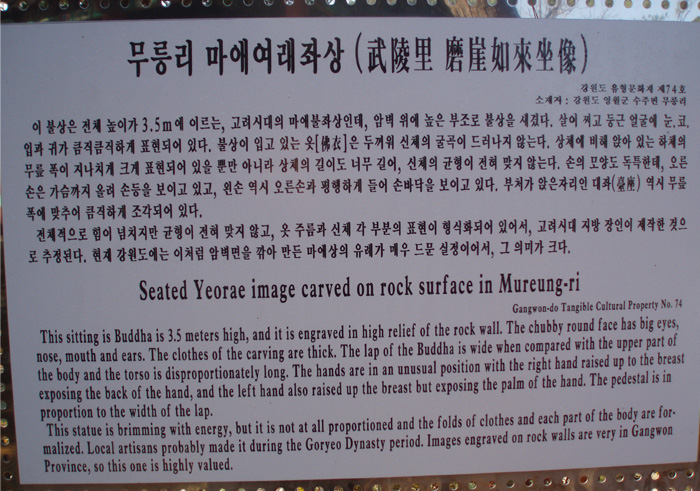 무릉리 마애여래좌상 (武陵里 磨崖如來坐像)
강원도 유형문화재 제74호
소재지 : 강원도 영월군 수주면 무릉리
이 불상은 전체 높이가 3.5m에 이르는, 고려시대의 마애불좌상인데, 암벽 위에 높은 부조로 불상을 새겼다. 살이 찌고 둥근 얼굴에 눈, 코,
입과 귀가 큼직큼직하게 표현되어 있다. 불상이 입고 있는 옷[佛衣]은 두꺼워 신체의 굴곡이 드러나지 않는다. 상체에 비해 앉아 있는 하체의
무릎 폭이 지나치게 크게 표현되어 있을 뿐만 아니라 상체의 길이도 너무 길어, 신체의 균형이 전혀 맞지 않는다. 손의 모양도 독특한데, 오른
손은 가슴까지 올려 손등을 보이고 있고, 왼손 역시 오른손과 평행하게 들어 손바닥을 보이고 있다. 부처가 앉은자리인 대좌(臺座) 역시 무릎
폭에 맞추어 큼직하게 조각되어 있다.
전체적으로 힘이 넘치지만 균형이 전혀 맞지 않고, 옷 주름과 신체 각 부분의 표현이 형식화되어 있어서, 고려시대 지방 장인이 제작한 것으
로 추정된다. 현재 강원도에는 이처럼 암벽면을 깎아 만든 마애상의 유례가 매우 드문 실정이어서, 그 의미가 크다.
Seated Yeorae image carved on rock surface in Mureung-ri
Gangwon-do Tangible Cultural Property No. 74
This sitting is Buddha is 3.5 meters high, and it is engraved in high relief of the rock wall. The chubby round face has big eyes,
nose, mouth and ears. The clothes of the carving are thick. The lap of the Buddha is wide when compared with the upper part of
the body and the torso is disproportionately long. The hands are in an unusual position with the right hand raised up to the breast
exposing the back of the hand, and the left hand also raised up the breast but exposing the palm of the hand. The pedestal is in
proportion to the width of the lap.
This statue is brimming with energy, but it is not at all proportioned and the folds of clothes and each part of the body are for-
malized. Local artisans probably made it during the Goryeo Dynasty period. Images engraved on rock walls are very in Gangwon
Province, so this one is highly valued.